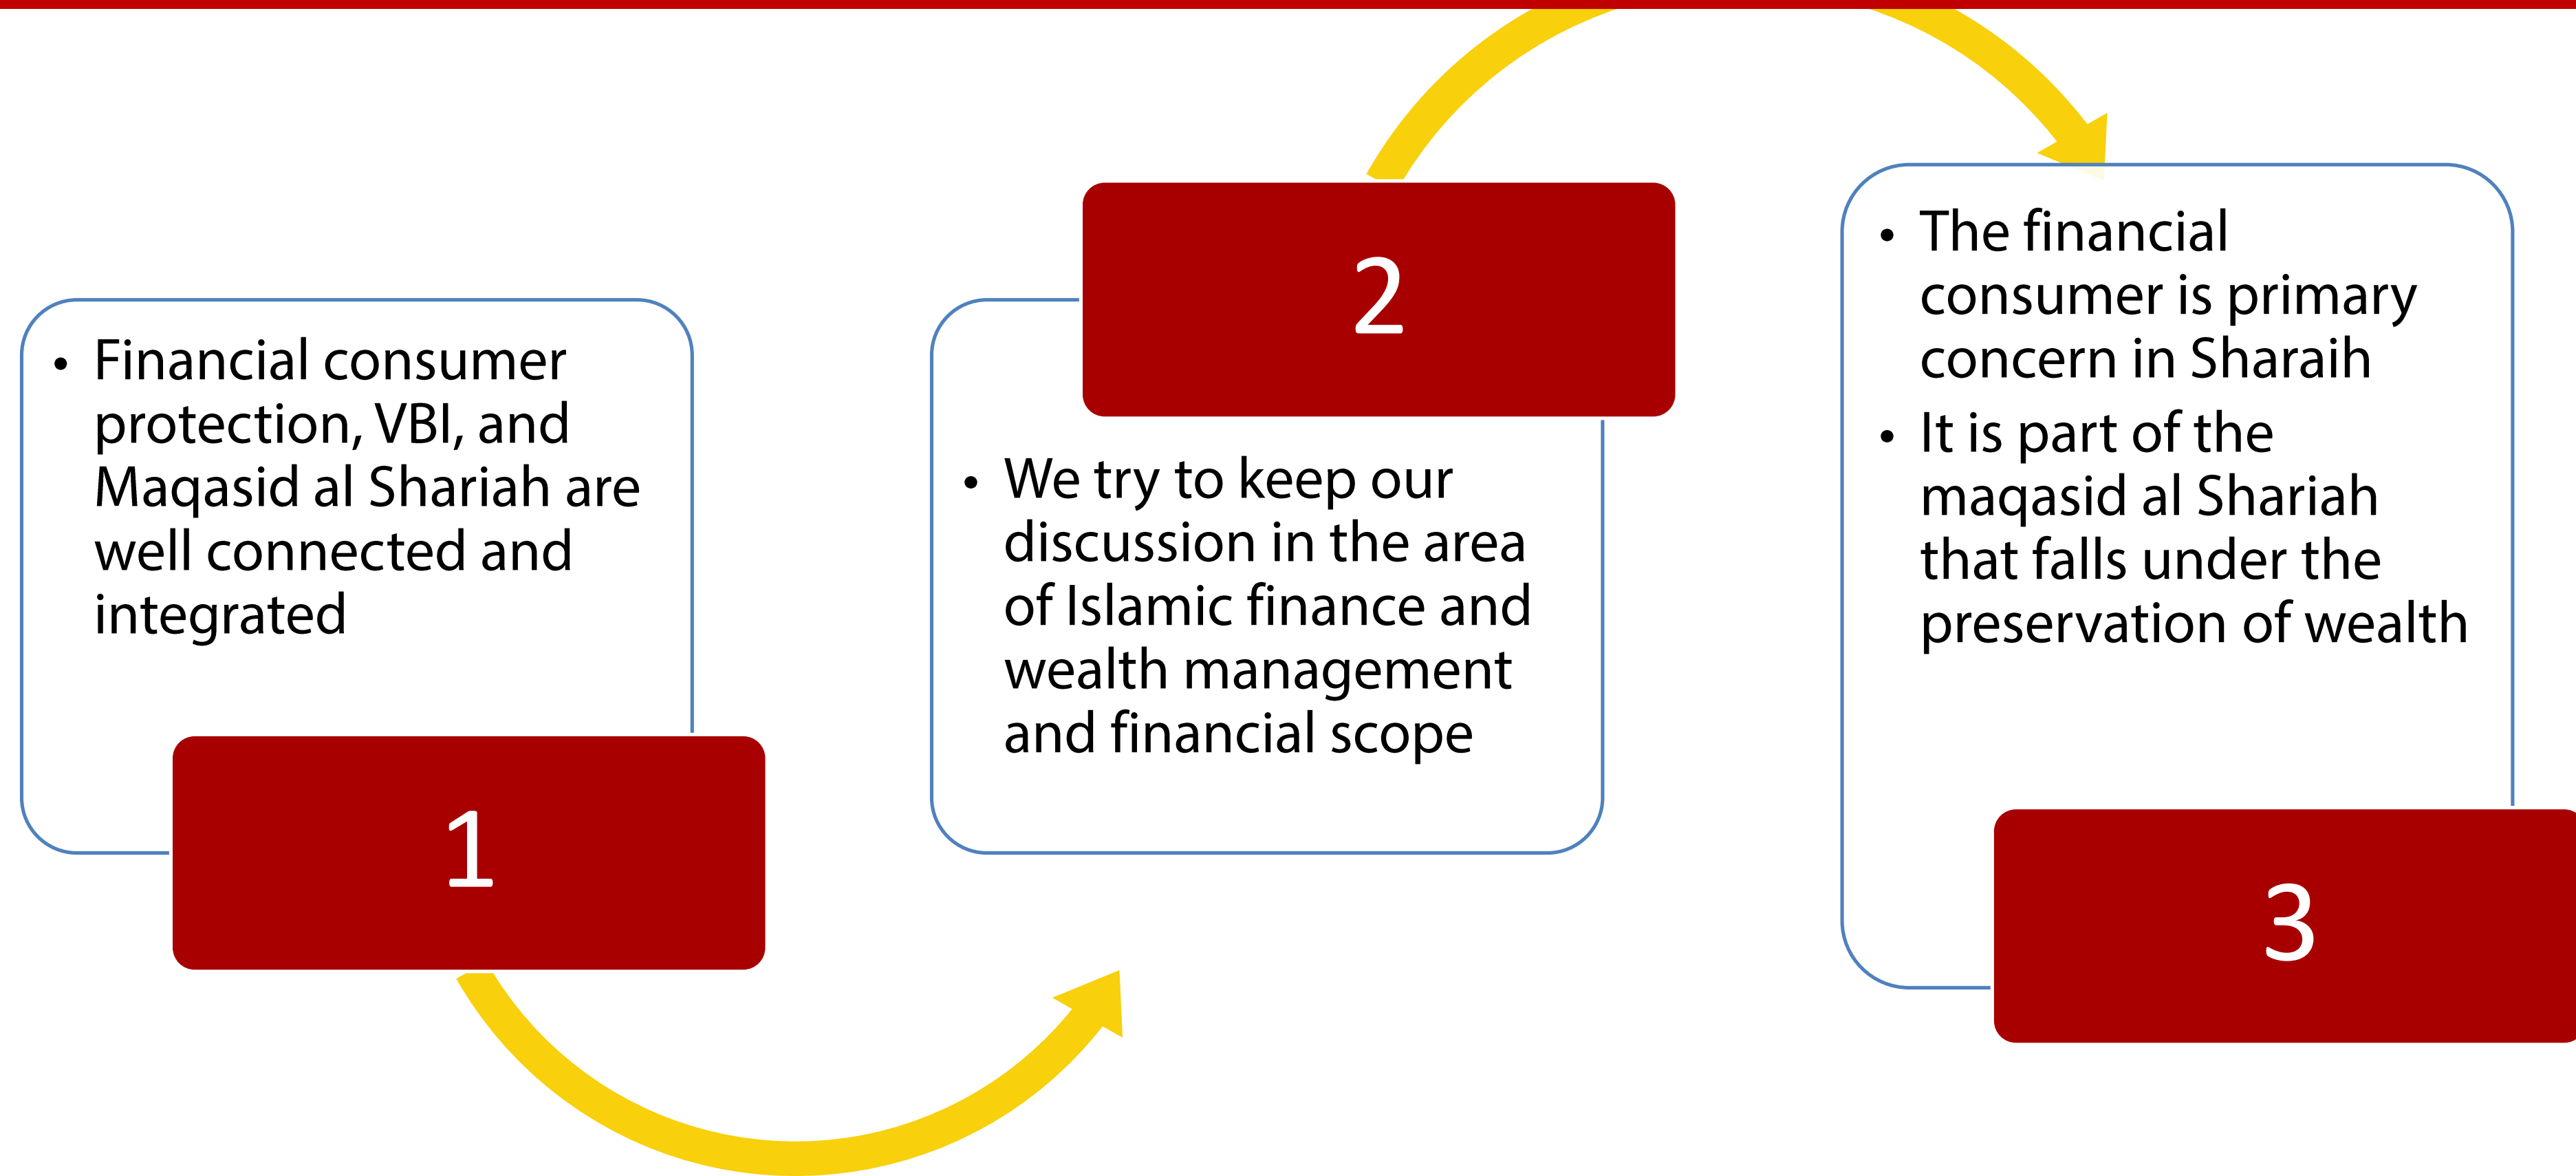 • Financial consumer
protection, VBI, and
Maqasid al Shariah are
well connected and
integrated
1
2
• We try to keep our
discussion in the area
of Islamic finance and
wealth management
and financial scope
• The financial
consumer is primary
concern in Sharaih
• It is part of the
maqasid al Shariah
that falls under the
preservation of wealth
3